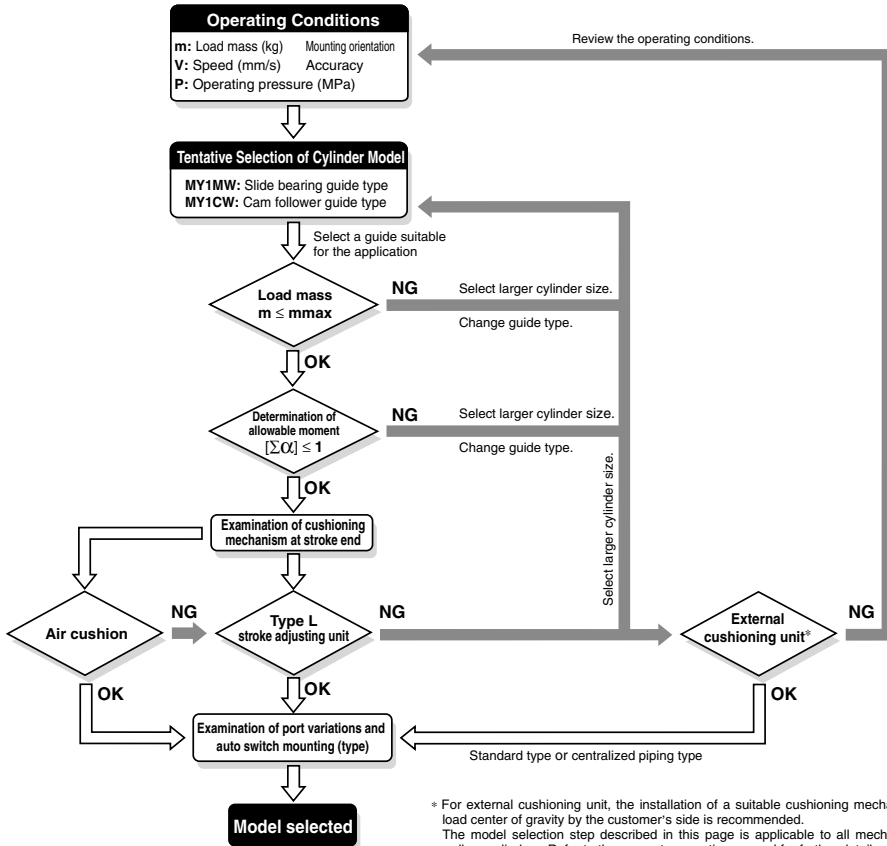 Operating Conditions
m: Load mass (kg) Mounting orientation
V: Speed (mm/s) Accuracy
P: Operating pressure (MPa)
Review the operating conditions.
Tentative Selection of Cylinder Model
MY1MW: Slide bearing guide type
MY1CW: Cam follower guide type
Select a guide suitable
for the application
Load mass
m ≤ mmax
NG
Select larger cylinder size.
Change guide type.
OK
Determination of
allowable moment
[Σα] ≤ 1
NG
Select larger cylinder size.
Change guide type.
OK
Select larger cylinder size.
Examination of cushioning
mechanism at stroke end
Air cushion
NG
Type L
stroke adjusting unit
NG
External
cushioning unit*
NG
OK
OK
OK
Examination of port variations and
auto switch mounting (type)
Standard type or centralized piping type
Model selected
* For external cushioning unit, the installation of a suitable cushioning mecha
load center of gravity by the customer's side is recommended.
The model selection step described in this page is applicable to all mech